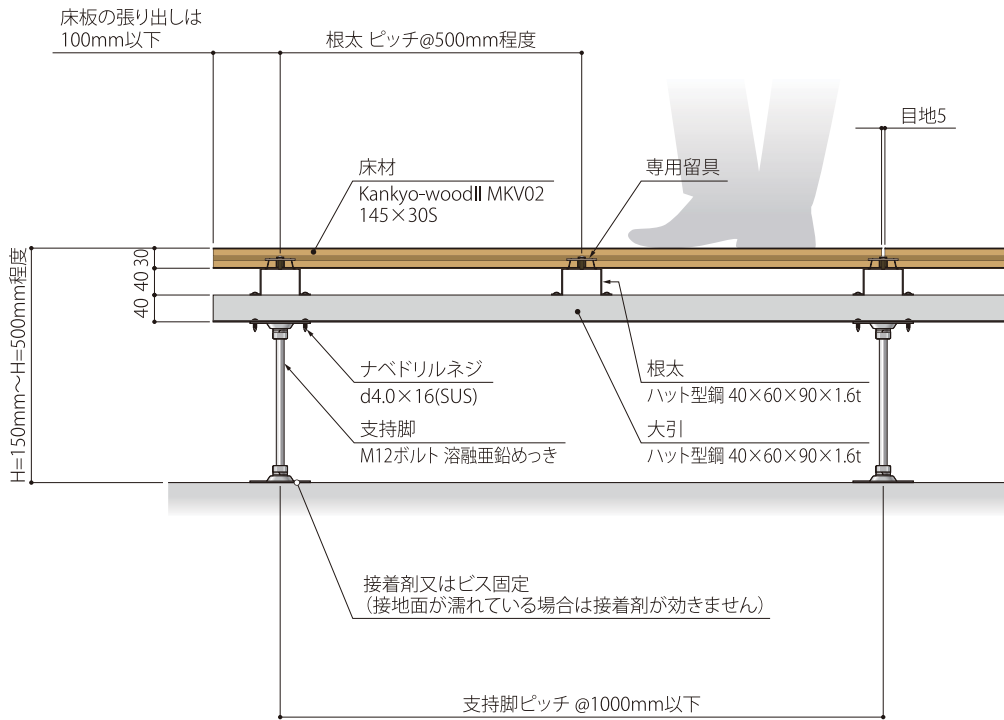 床板の張り出しは
100mm以下
根太 ピッチ@500mm程度
目地5
床材
Kankyo-woodⅡ MKV02
145×30S
専用留具
H=150mm～H=500mm程度
30
40
40
ナベドリルネジ
d4.0×16(SUS)
支持脚
M12ボルト 溶融亜鉛めっき
根太
ハット型鋼 40×60×90×1.6t
大引
ハット型鋼 40×60×90×1.6t
接着剤又はビス固定
（接地面が濡れている場合は接着剤が効きません）
支持脚ピッチ @1000mm以下